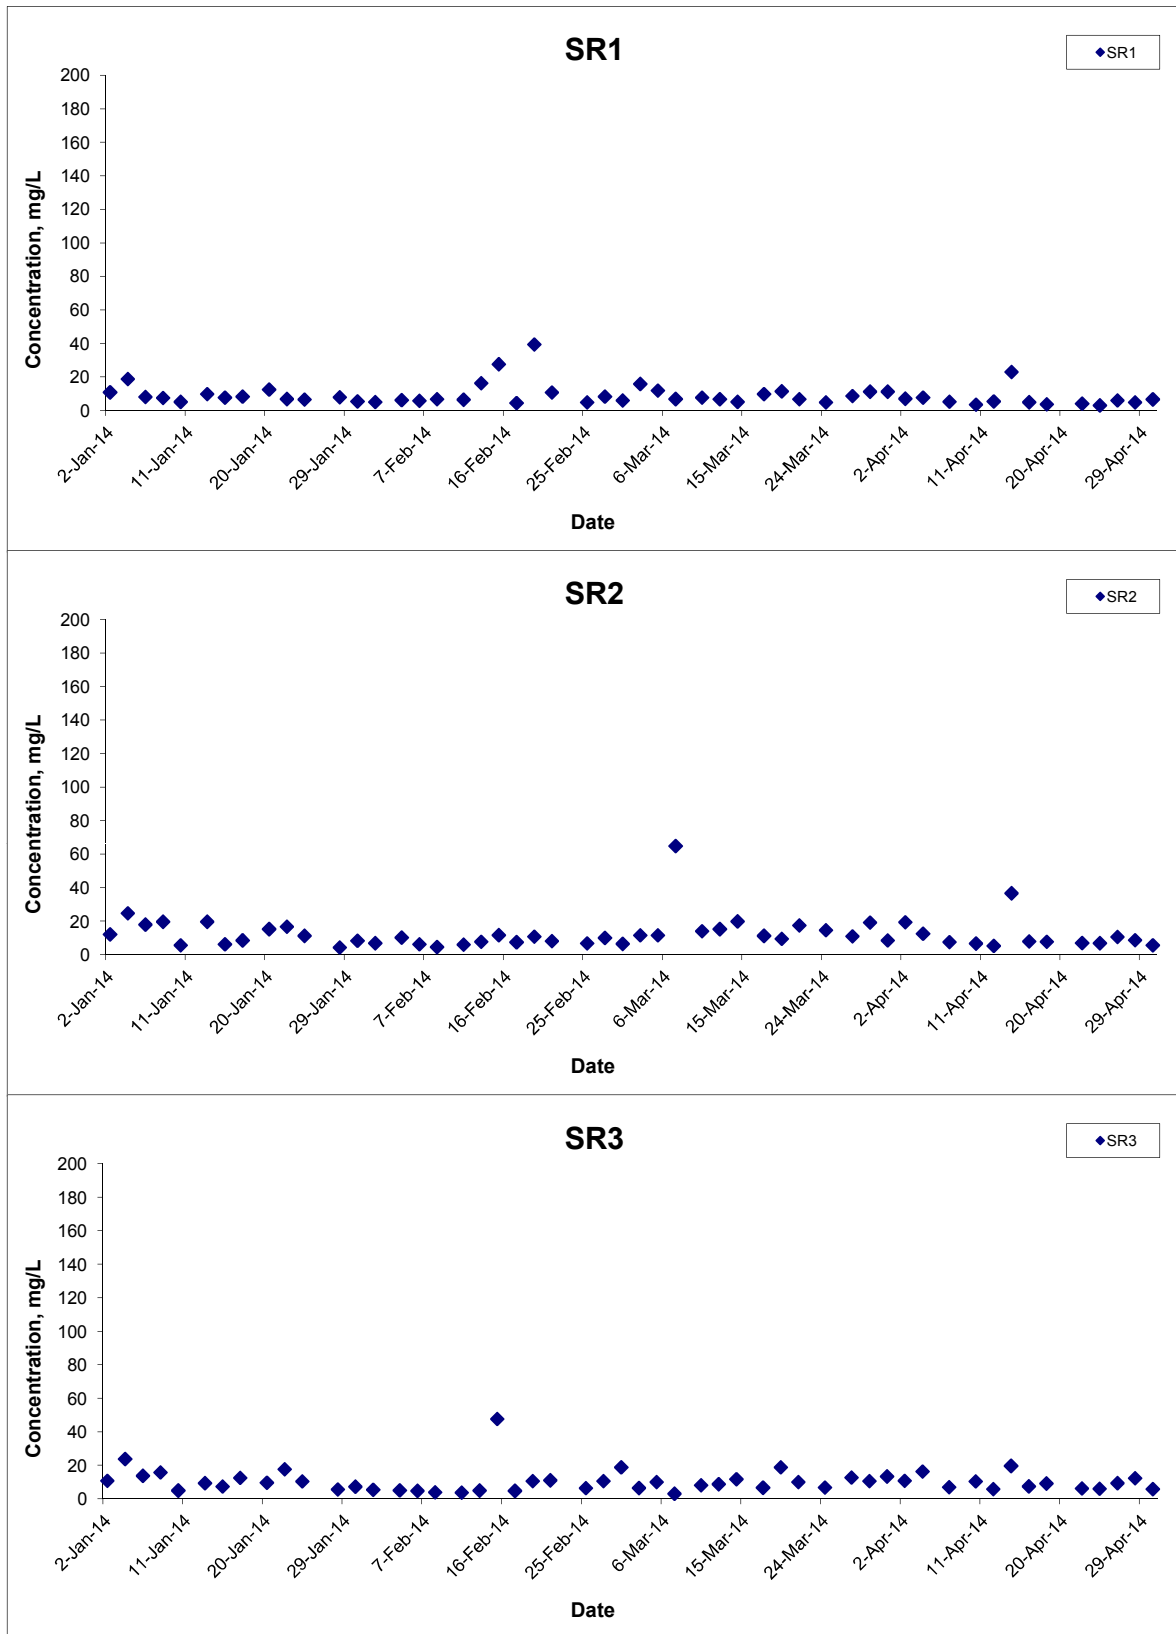 SR1
SR1
200
180
160
140
120
100
80
60
40
20
0
Concentration, mg/L
2-Jan-14 11-Jan-14 20-Jan-14 29-Jan-14 7-Feb-14 16-Feb-14 25-Feb-14 6-Mar-14 15-Mar-14 24-Mar-14 2-Apr-14 11-Apr-14 20-Apr-14 29-Apr-14
Date
SR2
SR2
200
180
160
140
120
100
80
60
40
20
0
Concentration, mg/L
2-Jan-14 11-Jan-14 20-Jan-14 29-Jan-14 7-Feb-14 16-Feb-14 25-Feb-14 6-Mar-14 15-Mar-14 24-Mar-14 2-Apr-14 11-Apr-14 20-Apr-14 29-Apr-14
Date
SR3
SR3
200
180
160
140
120
100
80
60
40
20
0
Concentration, mg/L
2-Jan-14 11-Jan-14 20-Jan-14 29-Jan-14 7-Feb-14 16-Feb-14 25-Feb-14 6-Mar-14 15-Mar-14 24-Mar-14 2-Apr-14 11-Apr-14 20-Apr-14 29-Apr-14
Date